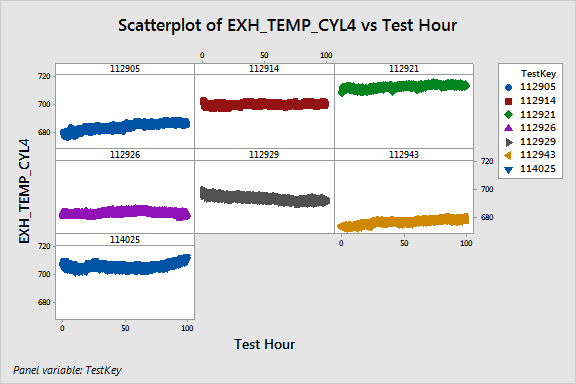 Scatterplot of EXH_TEMP_CYL4 vs Test Hour
0 50 100
112905 112914 112921
720
700
680
TestKey
112905
112914
112921
112926
112929
112943
114025
EXH_TEMP_CYL4
112926 112929 112943
720
700
680
0 50 100
114025
720
700
680
0 50 100
Test Hour
Panel variable: TestKey